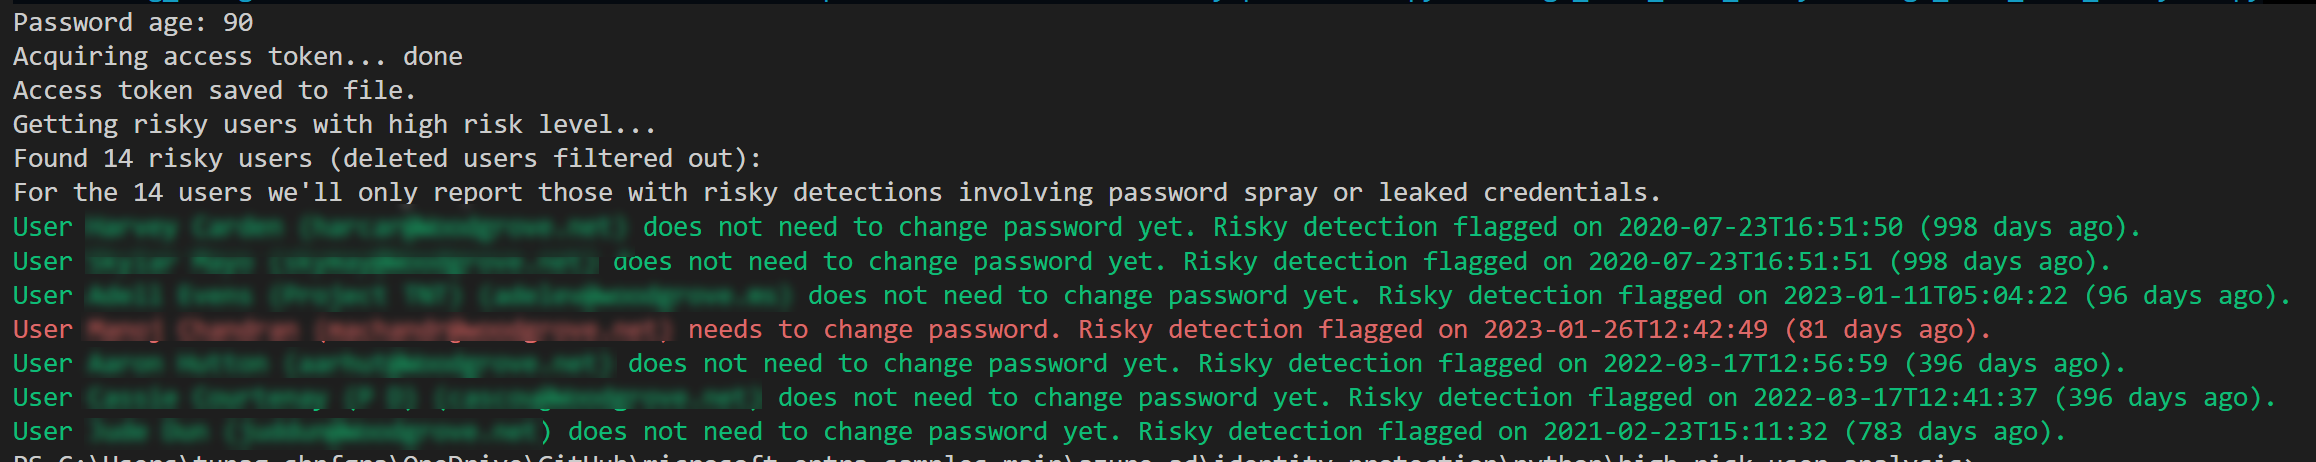 Password age: 90
Acquiring access token... done
Access token saved to file.
Getting risky users with high risk level...
Found 14 risky users (deleted users filtered out):
For the 14 users we'll only report those with risky detections involving password spray or leaked credentials.
User does not need to change password yet. Risky detection flagged on 2020-07-23T16:51:50 (998 days ago).
User does not need to change password yet. Risky detection flagged on 2020-07-23T16:51:51 (998 days ago).
User does not need to change password yet. Risky detection flagged on 2023-01-11T05:04:22 (96 days ago).
User needs to change password. Risky detection flagged on 2023-01-26T12:42:49 (81 days ago).
User does not need to change password yet. Risky detection flagged on 2022-03-17T12:56:59 (396 days ago).
User does not need to change password yet. Risky detection flagged on 2022-03-17T12:41:37 (396 days ago).
User ) does not need to change password yet. Risky detection flagged on 2021-02-23T15:11:32 (783 days ago).